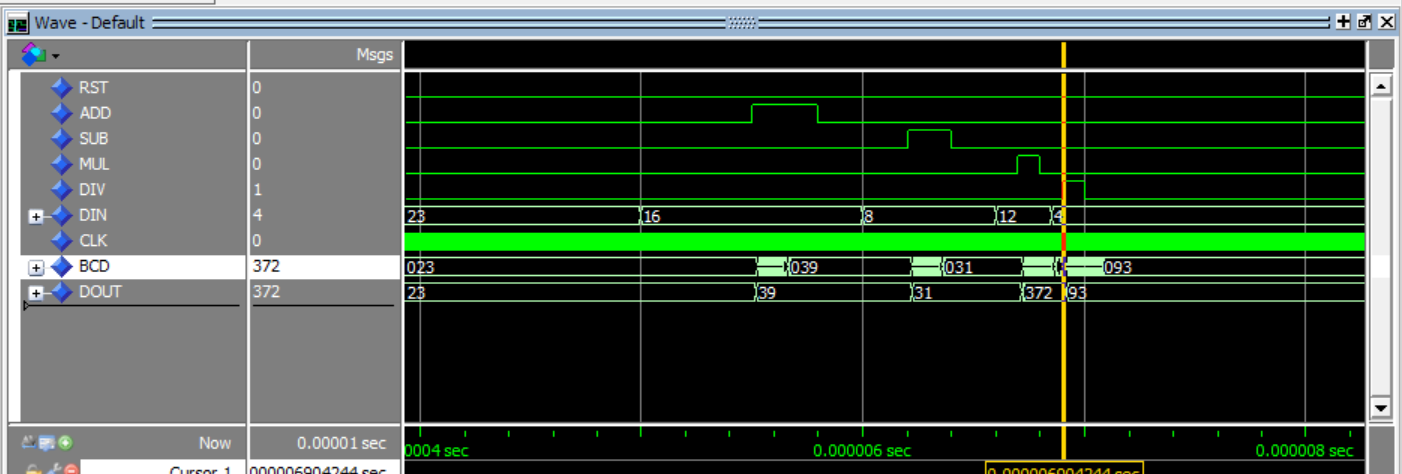 Wave - Default
Msgs
RST 0
ADD 0
SUB 0
MUL 0
DIV 1
DIN 4 23 16 8 12 4
CLK 0
BCD 372 023 039 031 093
DOUT 372 23 39 31 372 93
Now 0.00001 sec 0004 sec 0.000006 sec 0.000008 sec
Cursor 1 000006904244 sec 0.000006904244 sec